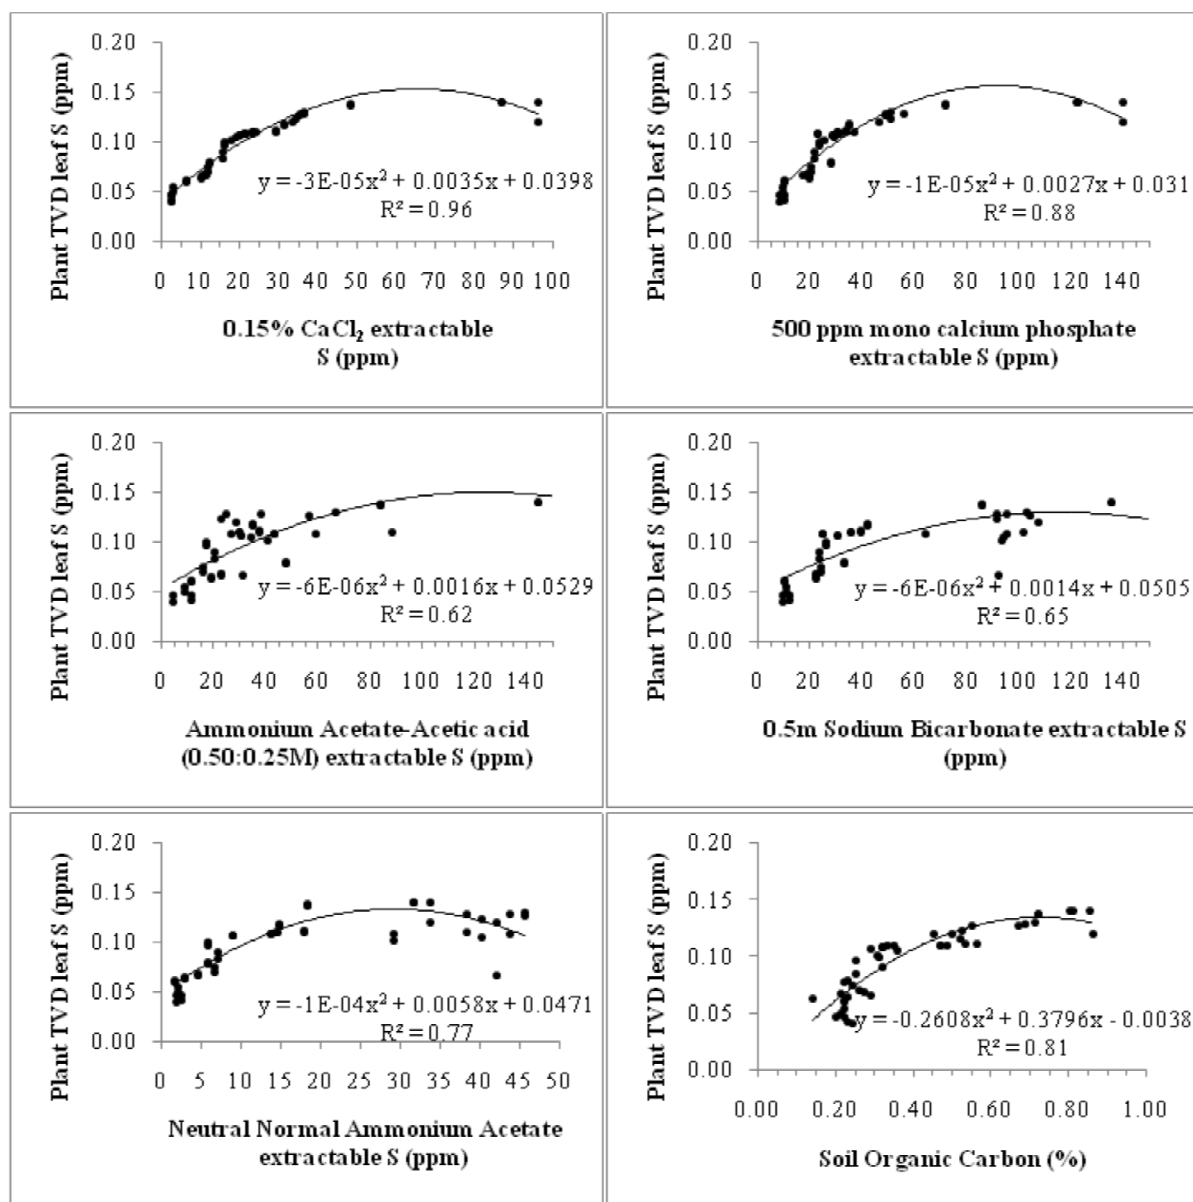 Plant TVD leaf S (ppm)
0.20
0.15
0.10
0.05
0.00
y = -3E-05x² + 0.0035x + 0.0398
R² = 0.96
0 10 20 30 40 50 60 70 80 90 100
0.15% CaCl₂ extractable
S (ppm)
Plant TVD leaf S (ppm)
0.20
0.15
0.10
0.05
0.00
y = -1E-05x² + 0.0027x + 0.031
R² = 0.88
0 20 40 60 80 100 120 140
500 ppm mono calcium phosphate
extractable S (ppm)
Plant TVD leaf S (ppm)
0.20
0.15
0.10
0.05
0.00
y = -6E-06x² + 0.0016x + 0.0529
R² = 0.62
0 20 40 60 80 100 120 140
Ammonium Acetate-Acetic acid
(0.50:0.25M) extractable S (ppm)
Plant TVD leaf S (ppm)
0.20
0.15
0.10
0.05
0.00
y = -6E-06x² + 0.0014x + 0.0505
R² = 0.65
0 20 40 60 80 100 120 140
0.5m Sodium Bicarbonate extractable S
(ppm)
Plant TVD leaf S (ppm)
0.20
0.15
0.10
0.05
0.00
y = -1E-04x² + 0.0058x + 0.0471
R² = 0.77
0 5 10 15 20 25 30 35 40 45 50
Neutral Normal Ammonium Acetate
extractable S (ppm)
Plant TVD leaf S (ppm)
0.20
0.15
0.10
0.05
0.00
y = -0.2608x² + 0.3796x - 0.0038
R² = 0.81
0.00 0.20 0.40 0.60 0.80 1.00
Soil Organic Carbon (%)